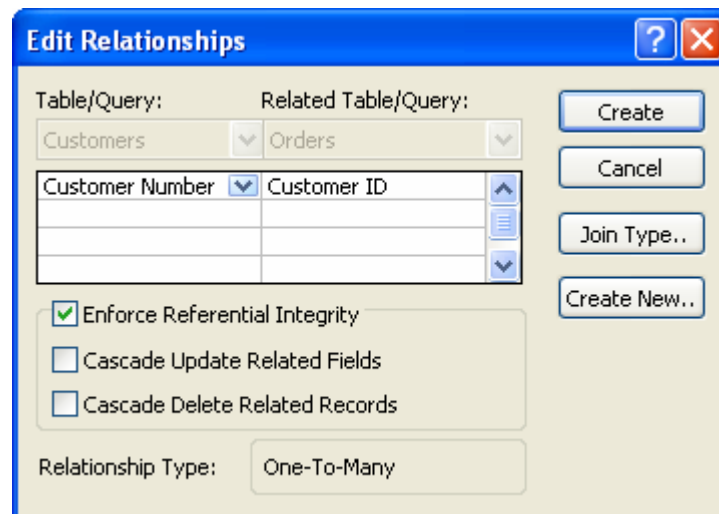 Edit Relationships
Table/Query: Related Table/Query:
Customers Orders
Customer Number Customer ID
Enforce Referential Integrity
Cascade Update Related Fields
Cascade Delete Related Records
Relationship Type: One-To-Many
Create
Cancel
Join Type..
Create New..